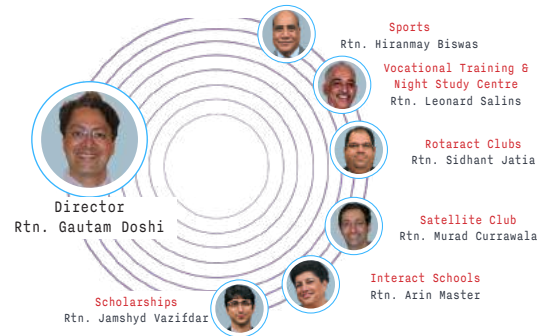 Sports
Rtn. Hiranmay Biswas
Vocational Training &
Night Study Centre
Rtn. Leonard Salins
Rotaract Clubs
Rtn. Sidhant Jatia
Director
Rtn. Gautam Doshi
Satellite Club
Rtn. Murad Currawala
Interact Schools
Rtn. Arin Master
Scholarships
Rtn. Jamshyd Vazifdar